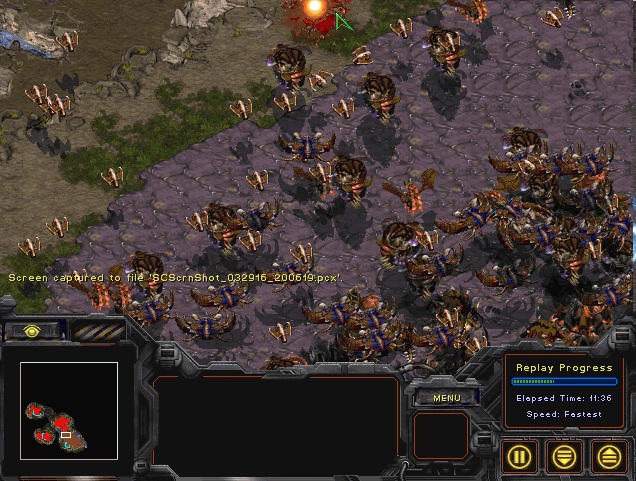 Screen captured to file 'SCScrnShot_032916_200619.pcx'.
Replay Progress
Elapsed Time: 11:36
Speed: Fastest
MENU